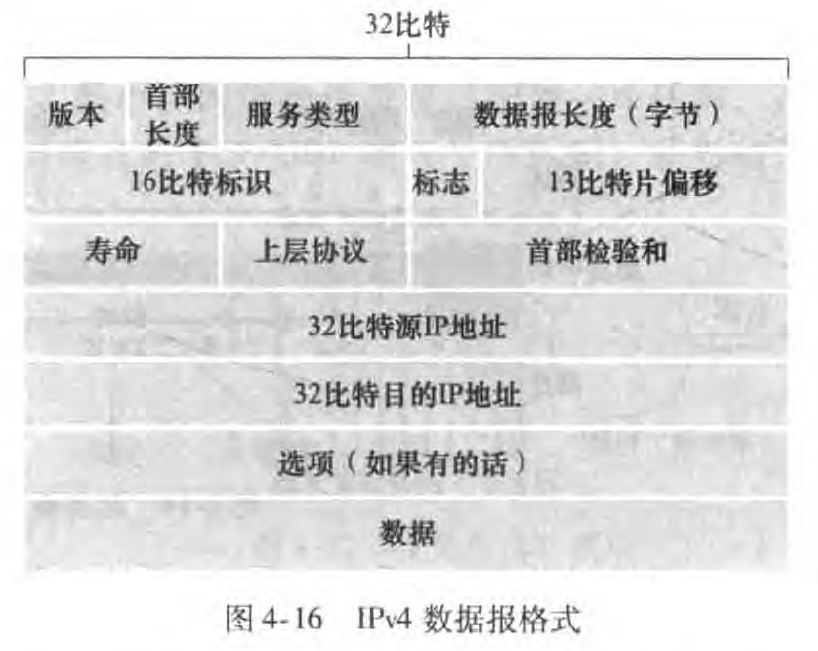 32比特
版本 首部长度 服务类型 数据报长度(字节)
16比特标识 标志 13比特片偏移
寿命 上层协议 首部检验和
32比特源IP地址
32比特目的IP地址
选项(如果有的话)
数据
图4-16 IPv4 数据报格式